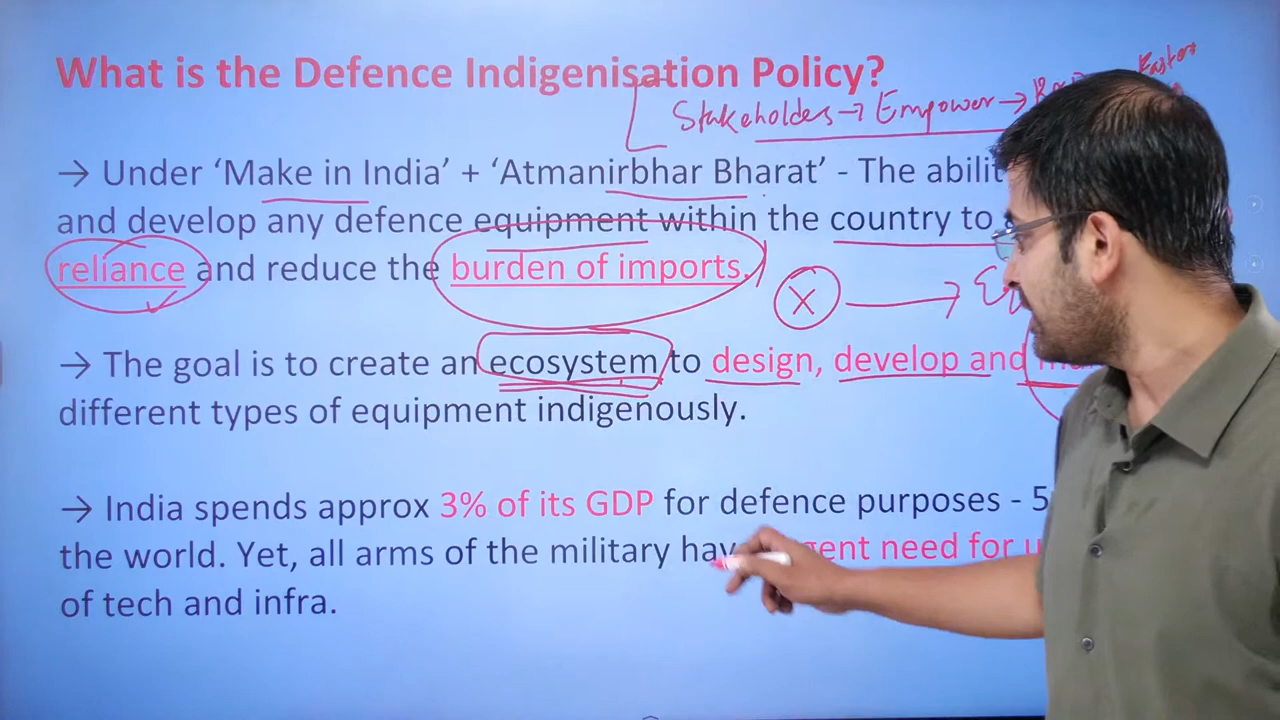 What is the Defence Indigenisation Policy?
Stakeholders → Empower →
→ Under ‘Make in India’ + ‘Atmanirbhar Bharat’ - The
and develop any defence equipment within the country to
reliance and reduce the burden of imports.
X →
→ The goal is to create an ecosystem to design, develop and
different types of equipment indigenously.
→ India spends approx 3% of its GDP for defence purposes - 5
the world. Yet, all arms of the military need for
of tech and infra.